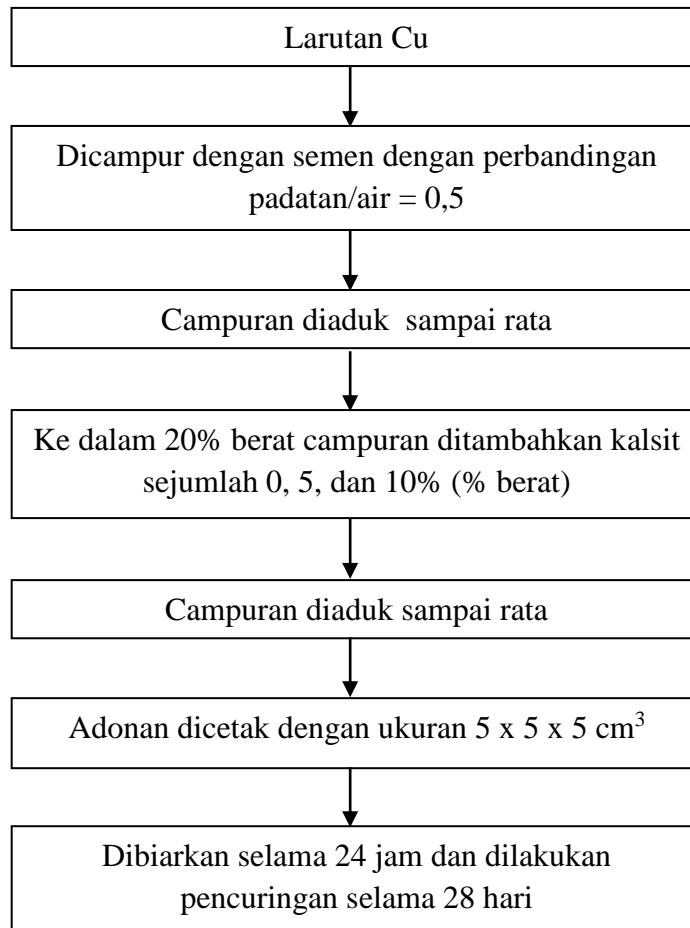 Larutan Cu
Dicampur dengan semen dengan perbandingan
padatan/air = 0,5
Campuran diaduk  sampai rata
Ke dalam 20% berat campuran ditambahkan kalsit
sejumlah 0, 5, dan 10% (% berat)
Campuran diaduk sampai rata
Adonan dicetak dengan ukuran 5 x 5 x 5 cm³
Dibiarkan selama 24 jam dan dilakukan
pencuringan selama 28 hari